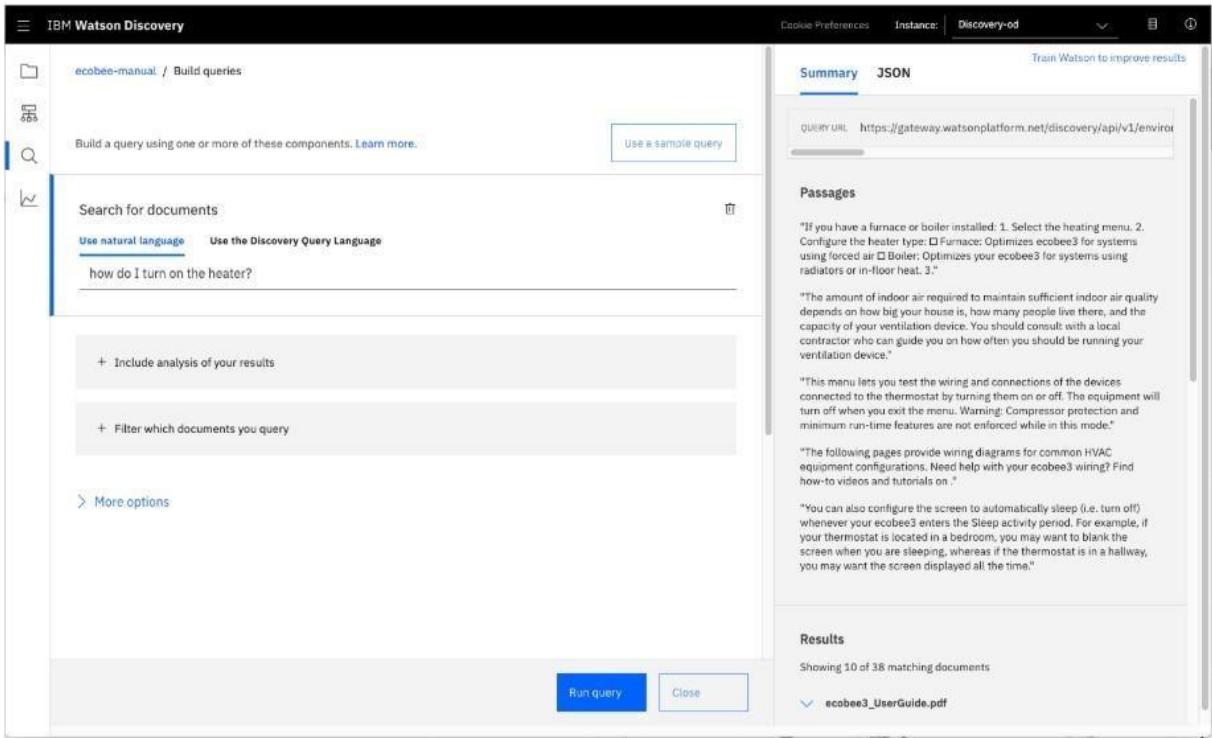 IBM Watson Discovery
Cookie Preferences
Instance:
Discovery-od
ecobee-manual / Build queries
Build a query using one or more of these components. Learn more.
Use a sample query
Search for documents
Use natural language
Use the Discovery Query Language
how do I turn on the heater?
+ Include analysis of your results
+ Filter which documents you query
More options
Run query
Close
Train Watson to improve results
Summary
JSON
QUERY URL https://gateway.watsonplatform.net/discovery/api/v1/enviro
Passages
"If you have a furnace or boiler installed: 1. Select the heating menu. 2.
Configure the heater type: ☐ Furnace: Optimizes ecobee3 for systems
using forced air ☐ Boiler: Optimizes your ecobee3 for systems using
radiators or in-floor heat. 3."
"The amount of indoor air required to maintain sufficient indoor air quality
depends on how big your house is, how many people live there, and the
capacity of your ventilation device. You should consult with a local
contractor who can guide you on how often you should be running your
ventilation device."
"This menu lets you test the wiring and connections of the devices
connected to the thermostat by turning them on or off. The equipment will
turn off when you exit the menu. Warning: Compressor protection and
minimum run-time features are not enforced while in this mode."
"The following pages provide wiring diagrams for common HVAC
equipment configurations. Need help with your ecobee3 wiring? Find
how-to videos and tutorials on ."
"You can also configure the screen to automatically sleep (i.e. turn off)
whenever your ecobee3 enters the Sleep activity period. For example, if
your thermostat is located in a bedroom, you may want to blank the
screen when you are sleeping, whereas if the thermostat is in a hallway,
you may want the screen displayed all the time."
Results
Showing 10 of 38 matching documents
ecobee3_UserGuide.pdf